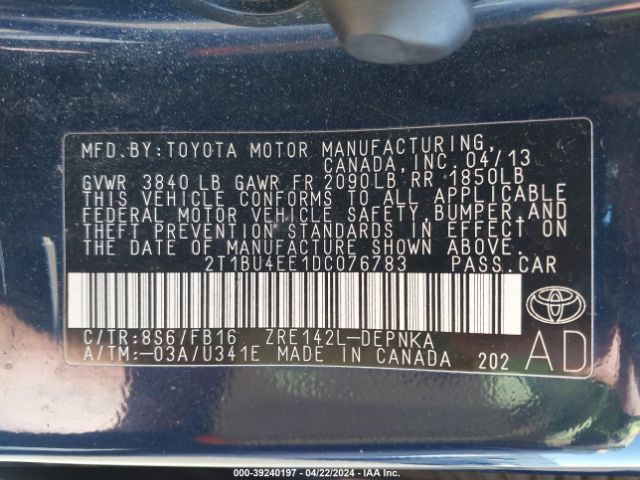 MFD. BY: TOYOTA MOTOR MANUFACTURING,
CANADA, INC. 04/13
GVWR 3840 LB GAWR FR 2090LB RR 1850LB
THIS VEHICLE CONFORMS TO ALL APPLICABLE
FEDERAL MOTOR VEHICLE SAFETY, BUMPER, AND
THEFT PREVENTION STANDARDS IN EFFECT ON
THE DATE OF MANUFACTURE SHOWN ABOVE.
2T1BU4EE1DC076783 PASS. CAR
C/TR: 8S6/FB16 ZRE142L-DEPNKA
A/TM: -03A/U341E MADE IN CANADA 202 AD
000-39240197 - 04/22/2024 - IAA Inc.